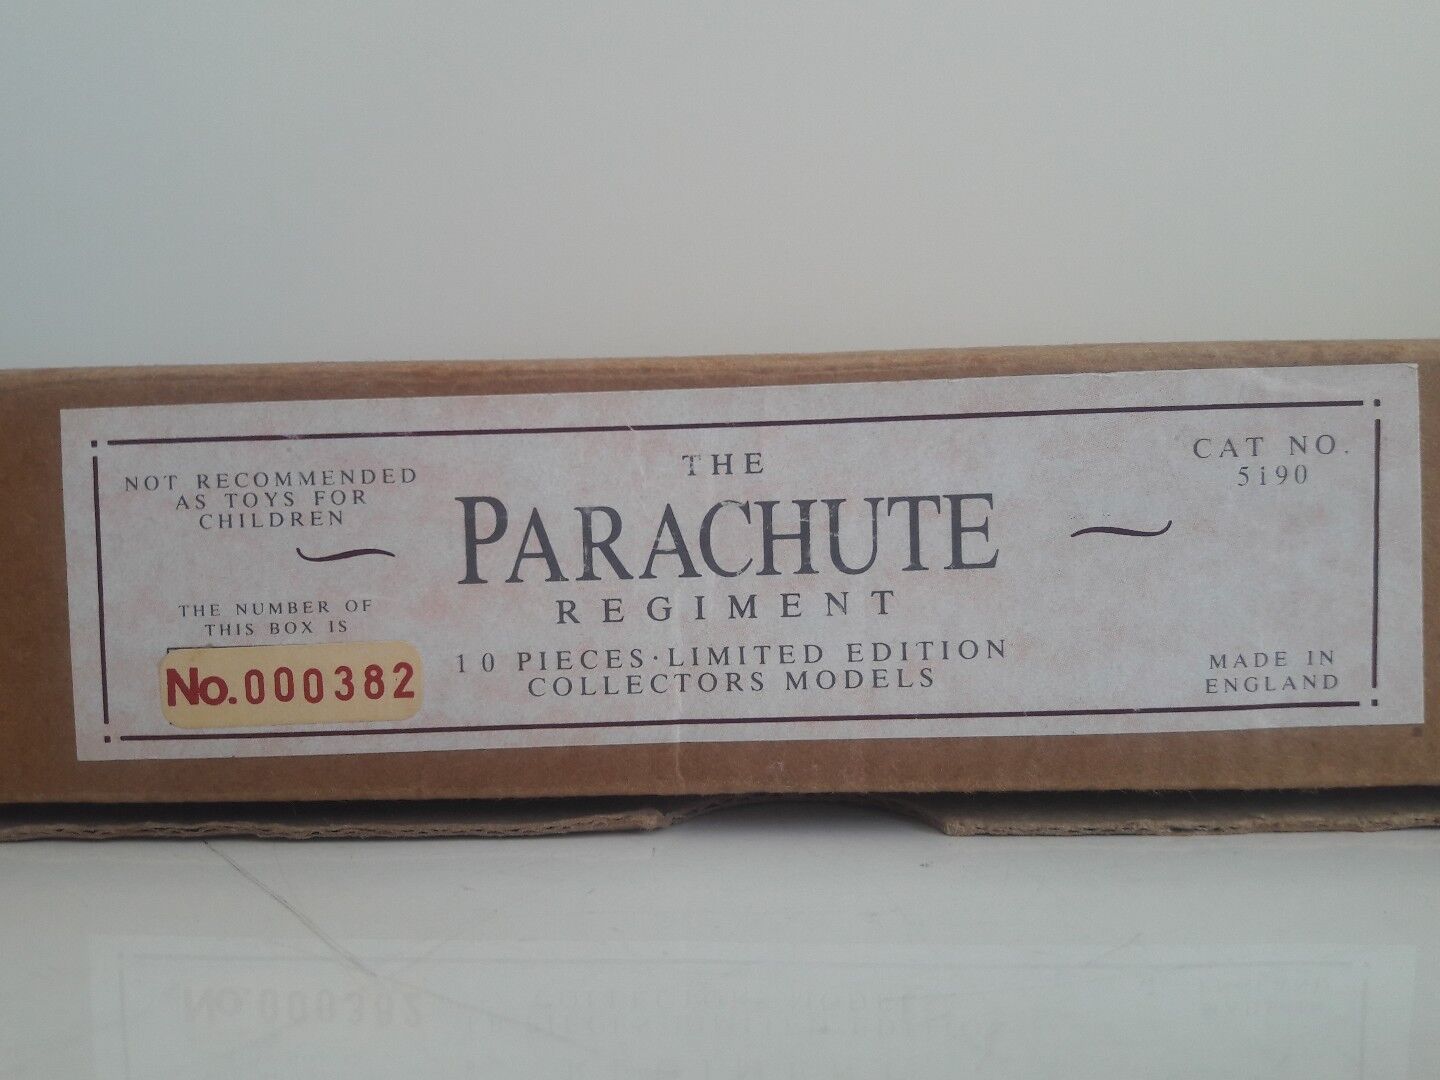 NOT RECOMMENDED
AS TOYS FOR
CHILDREN
THE NUMBER OF
THIS BOX IS
No.000382
THE
PARACHUTE
REGIMENT
10 PIECES·LIMITED EDITION
COLLECTORS MODELS
CAT NO.
5190
MADE IN
ENGLAND